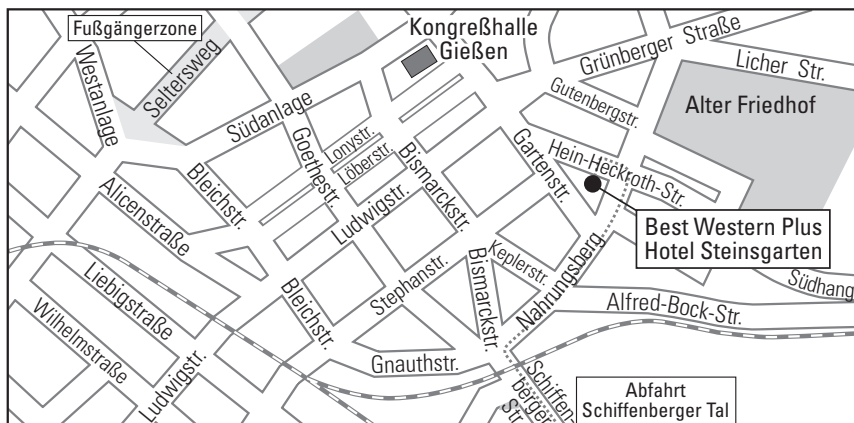 Fußgängerzone
Kongreßhalle
Gießen
Grünberger Straße
Licher Str.
Westanlage
Seltersweg
Südanlage
Gutenbergstr.
Alter Friedhof
Goethestr.
Lonystr.
Löberstr.
Bismarckstr.
Gartenstr.
Hein-Heckroth-Str.
Bleichstr.
Alicenstraße
Ludwigstr.
Best Western Plus
Hotel Steinsgarten
Stephanstr.
Bismarckstr.
Keplerstr.
Nahrungsberg
Südhang
Liebigstraße
Bleichstr.
Alfred-Bock-Str.
Wilhelmstraße
Ludwigstr.
Gnauthstr.
Schiffen-
berger
Str.
Abfahrt
Schiffenberger Tal